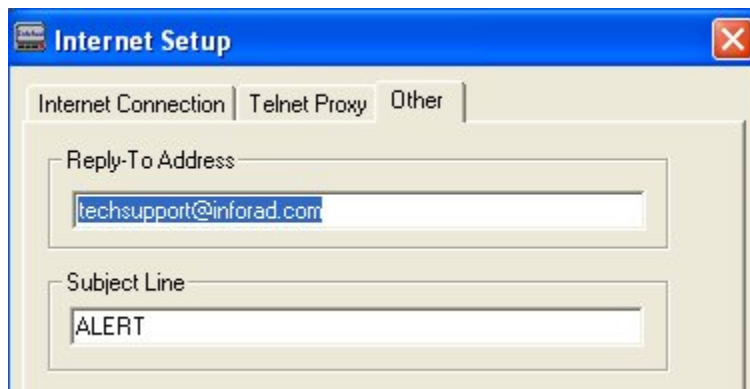 Internet Setup
Internet Connection Telnet Proxy Other
Reply-To Address
techsupport@inforad.com
Subject Line
ALERT